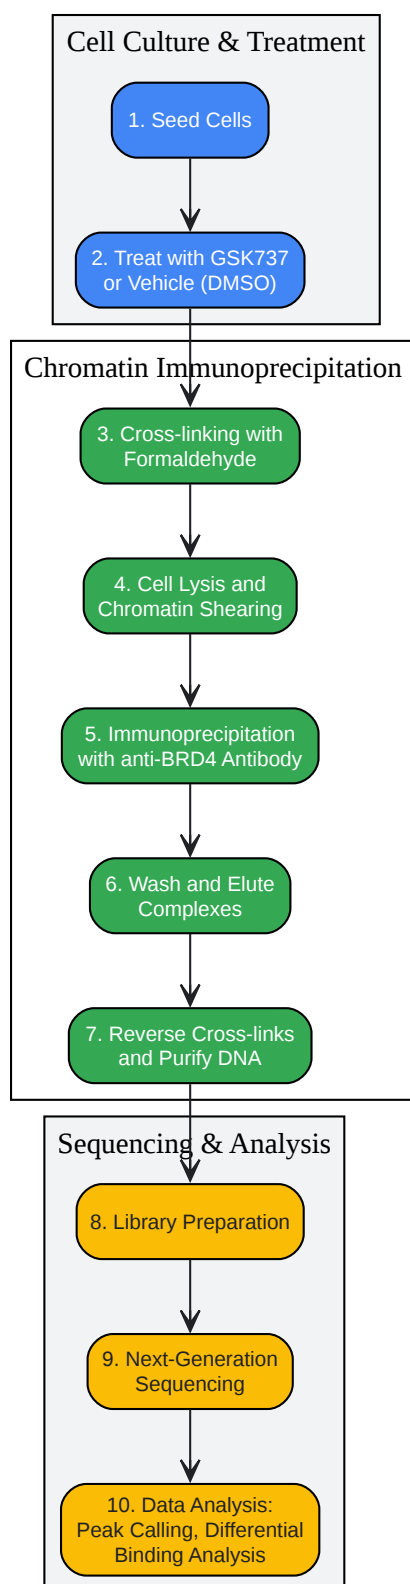 Cell Culture & Treatment
1. Seed Cells
2. Treat with GSK737
or Vehicle (DMSO)
Chromatin Immunoprecipitation
3. Cross-linking with
Formaldehyde
4. Cell Lysis and
Chromatin Shearing
5. Immunoprecipitation
with anti-BRD4 Antibody
6. Wash and Elute
Complexes
7. Reverse Cross-links
and Purify DNA
Sequencing & Analysis
8. Library Preparation
9. Next-Generation
Sequencing
10. Data Analysis:
Peak Calling, Differential
Binding Analysis